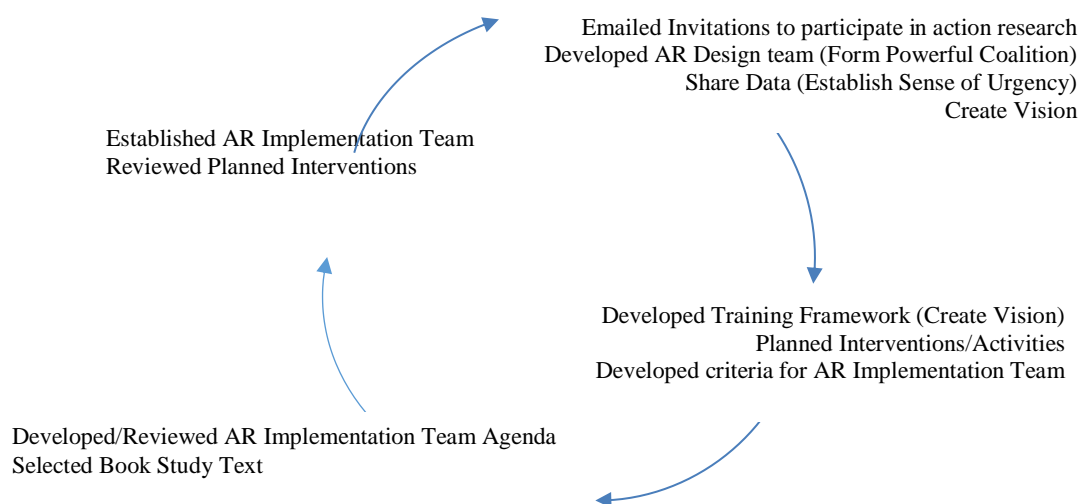 Emailed Invitations to participate in action research
Developed AR Design team (Form Powerful Coalition)
Share Data (Establish Sense of Urgency)
Create Vision
Established AR Implementation Team
Reviewed Planned Interventions
Developed Training Framework (Create Vision)
Planned Interventions/Activities
Developed criteria for AR Implementation Team
Developed/Reviewed AR Implementation Team Agenda
Selected Book Study Text